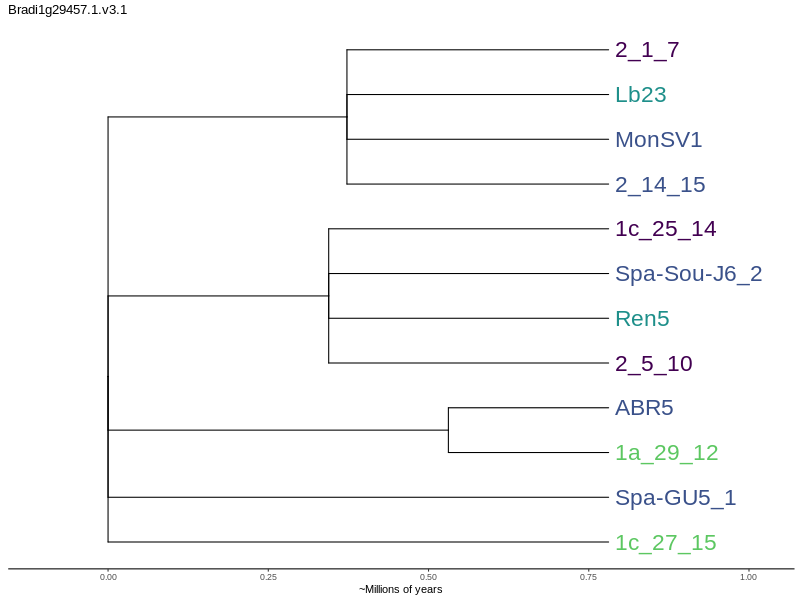 Bradi1g29457.1.v3.1
2_1_7
Lb23
MonSV1
2_14_15
1c_25_14
Spa-Sou-J6_2
Ren5
2_5_10
ABR5
1a_29_12
Spa-GU5_1
1c_27_15
0.00 0.25 0.50 0.75 1.00
~Millions of years